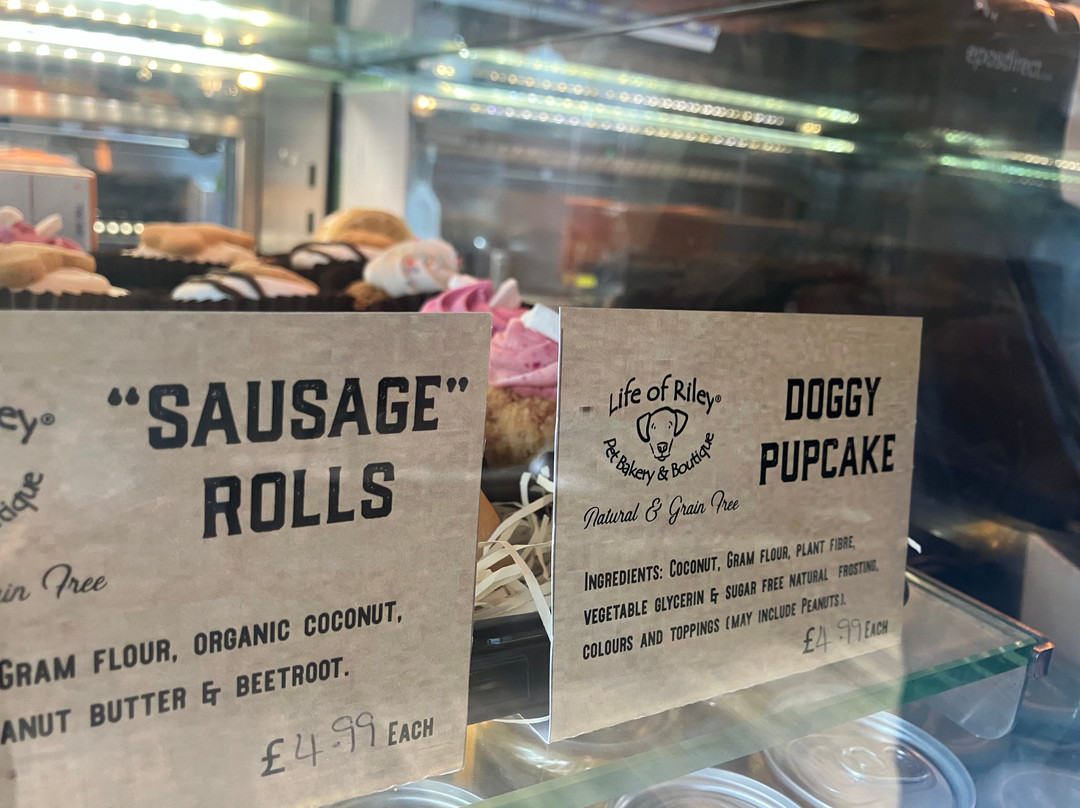 eposdirect
ey®
tique
in Free
"SAUSAGE"
ROLLS
GRAM FLOUR, ORGANIC COCONUT,
ANUT BUTTER & BEETROOT.
£4.99 EACH
Life of Riley®
Pet Bakery & Boutique
Natural & Grain Free
DOGGY
PUPCAKE
INGREDIENTS: COCONUT, GRAM FLOUR, PLANT FIBRE,
VEGETABLE GLYCERIN & SUGAR FREE NATURAL FROSTING,
COLOURS AND TOPPINGS (MAY INCLUDE PEANUTS).
£4.99 EACH